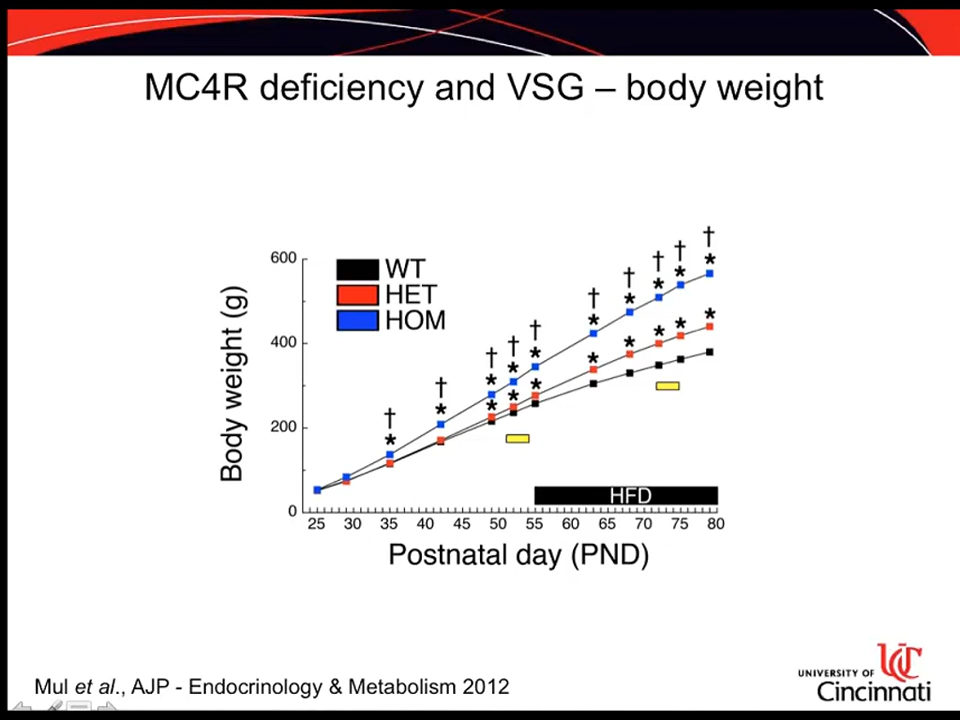 MC4R deficiency and VSG – body weight
† † † † † † † † † †
* * * * * * * * * *
* * * * * * * *
600
400
200
0
Body weight (g)
WT
HET
HOM
HFD
25 30 35 40 45 50 55 60 65 70 75 80
Postnatal day (PND)
Mul et al., AJP - Endocrinology & Metabolism 2012
UNIVERSITY OF
UC
Cincinnati